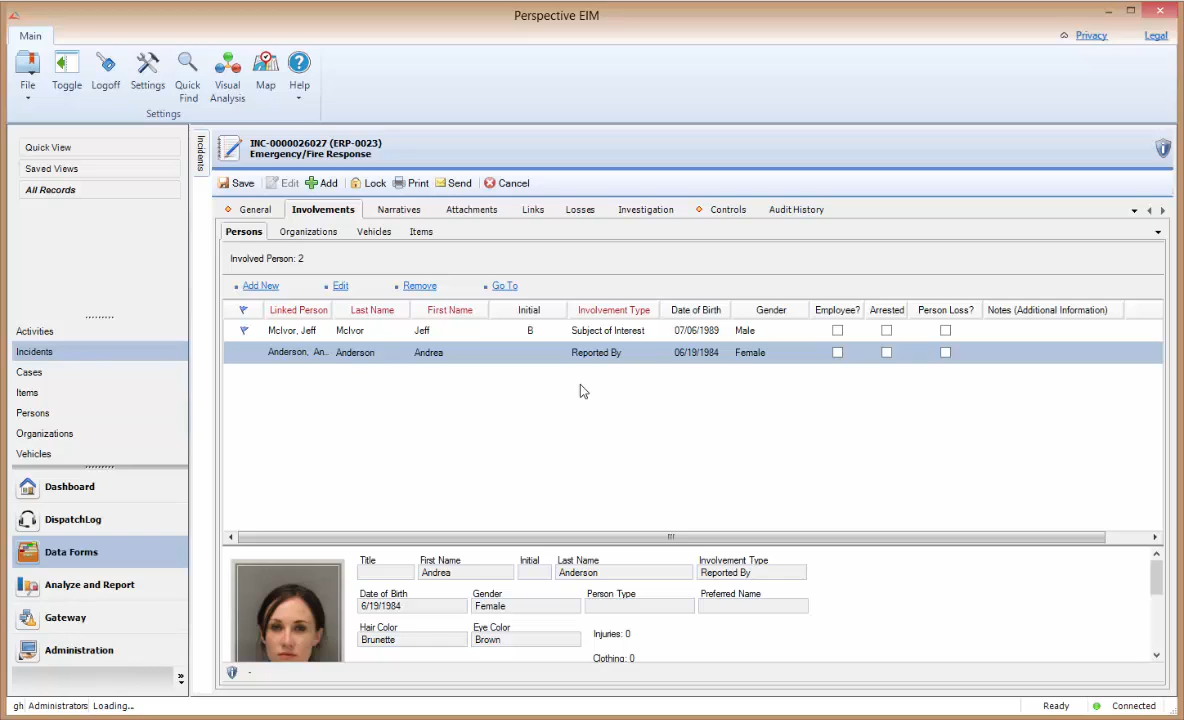 Perspective EIM
Main
Privacy
Legal
File
Toggle
Logoff
Settings
Quick Find
Visual Analysis
Map
Help
Settings
Quick View
Saved Views
All Records
Activities
Incidents
Cases
Items
Persons
Organizations
Vehicles
Dashboard
DispatchLog
Data Forms
Analyze and Report
Gateway
Administration
Incidents
INC-0000026027 (ERP-0023)
Emergency/Fire Response
Save Edit Add Lock Print Send Cancel
General Involvements Narratives Attachments Links Losses Investigation Controls Audit History
Persons Organizations Vehicles Items
Involved Person: 2
Add New Edit Remove Go To
Linked Person Last Name First Name Initial Involvement Type Date of Birth Gender Employee? Arrested Person Loss? Notes (Additional Information)
McIvor, Jeff McIvor Jeff B Subject of Interest 07/06/1989 Male
Anderson, An.. Anderson Andrea Reported By 06/19/1984 Female
Title First Name Initial Last Name Involvement Type
Andrea Anderson Reported By
Date of Birth Gender Person Type Preferred Name
6/19/1984 Female
Hair Color Eye Color
Brunette Brown
Injuries: 0
Clothing: 0
-
gh Administrators Loading...
Ready Connected